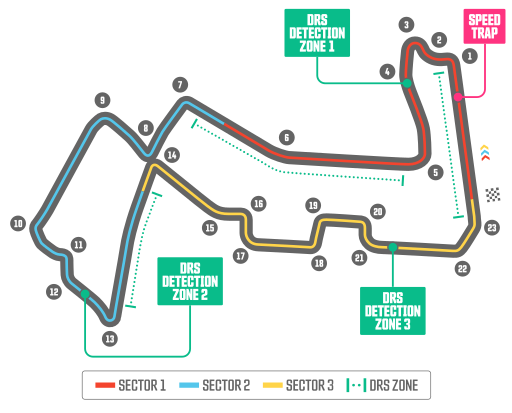 DRS
DETECTION
ZONE 1
SPEED
TRAP
3
2
1
4
7
9
6
8
14
5
16
19
20
10
15
23
11
17
18
21
22
12
DRS
DETECTION
ZONE 2
DRS
DETECTION
ZONE 3
13
SECTOR 1 SECTOR 2 SECTOR 3 DRS ZONE